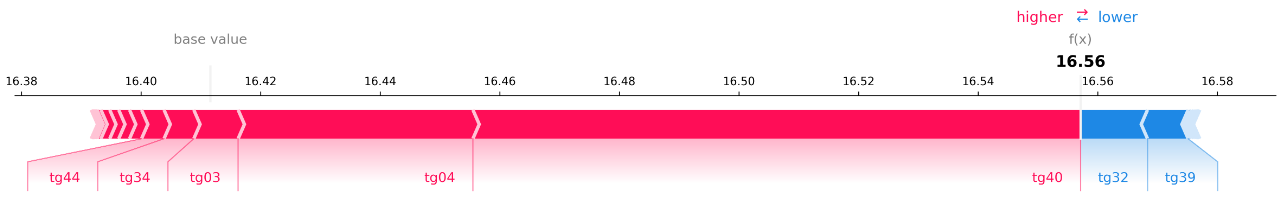 higher ⇄ lower
base value f(x)
16.56
16.38 16.40 16.42 16.44 16.46 16.48 16.50 16.52 16.54 16.56 16.58
tg44 tg34 tg03 tg04 tg40 tg32 tg39